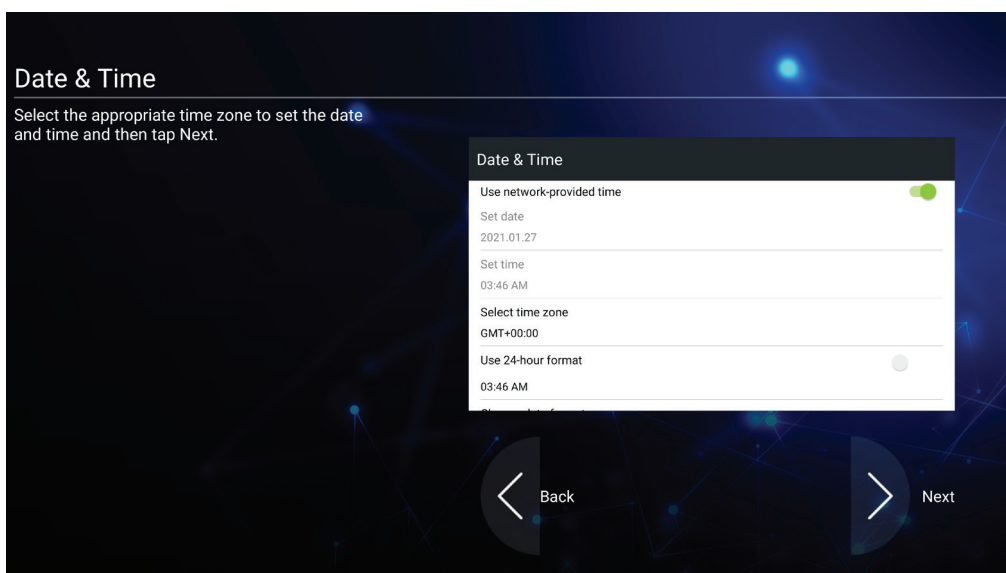 Date & Time
Select the appropriate time zone to set the date
and time and then tap Next.
Date & Time
Use network-provided time
Set date
2021.01.27
Set time
03:46 AM
Select time zone
GMT+00:00
Use 24-hour format
03:46 AM
Back
Next